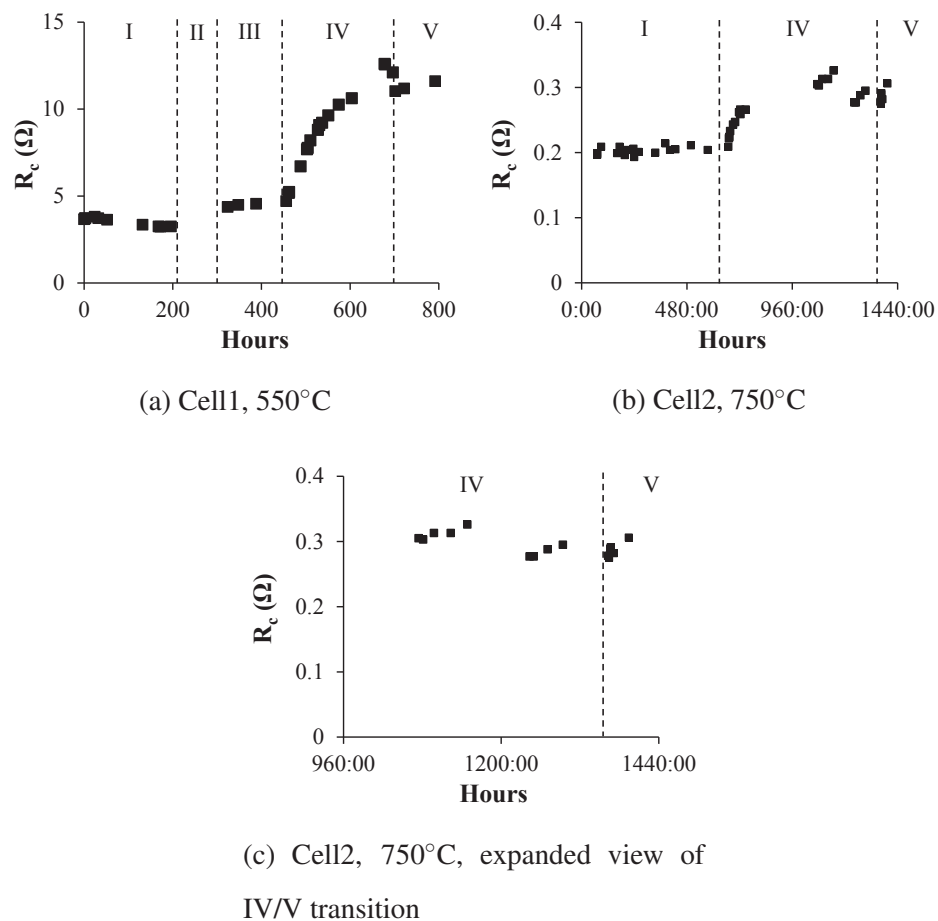 15
I
II
III
IV
V
10
5
0
R_c (Ω)
0
200
400
600
800
Hours
(a) Cell1, 550°C
0.4
I
IV
V
0.3
0.2
0.1
0
R_c (Ω)
0:00
480:00
960:00
1440:00
Hours
(b) Cell2, 750°C
0.4
IV
V
0.3
0.2
0.1
0
R_c (Ω)
960:00
1200:00
1440:00
Hours
(c) Cell2, 750°C, expanded view of
IV/V transition